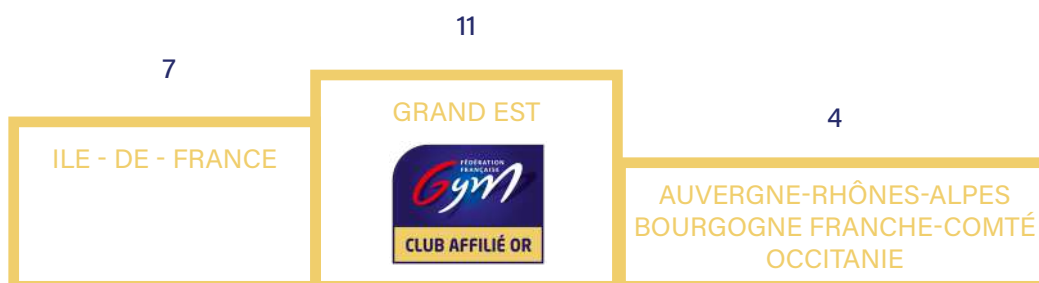 11
7
4
GRAND EST
ILE - DE - FRANCE
FÉDÉRATION
FRANÇAISE
Gym
CLUB AFFILIÉ OR
AUVERGNE-RHÔNES-ALPES
BOURGOGNE FRANCHE-COMTÉ
OCCITANIE